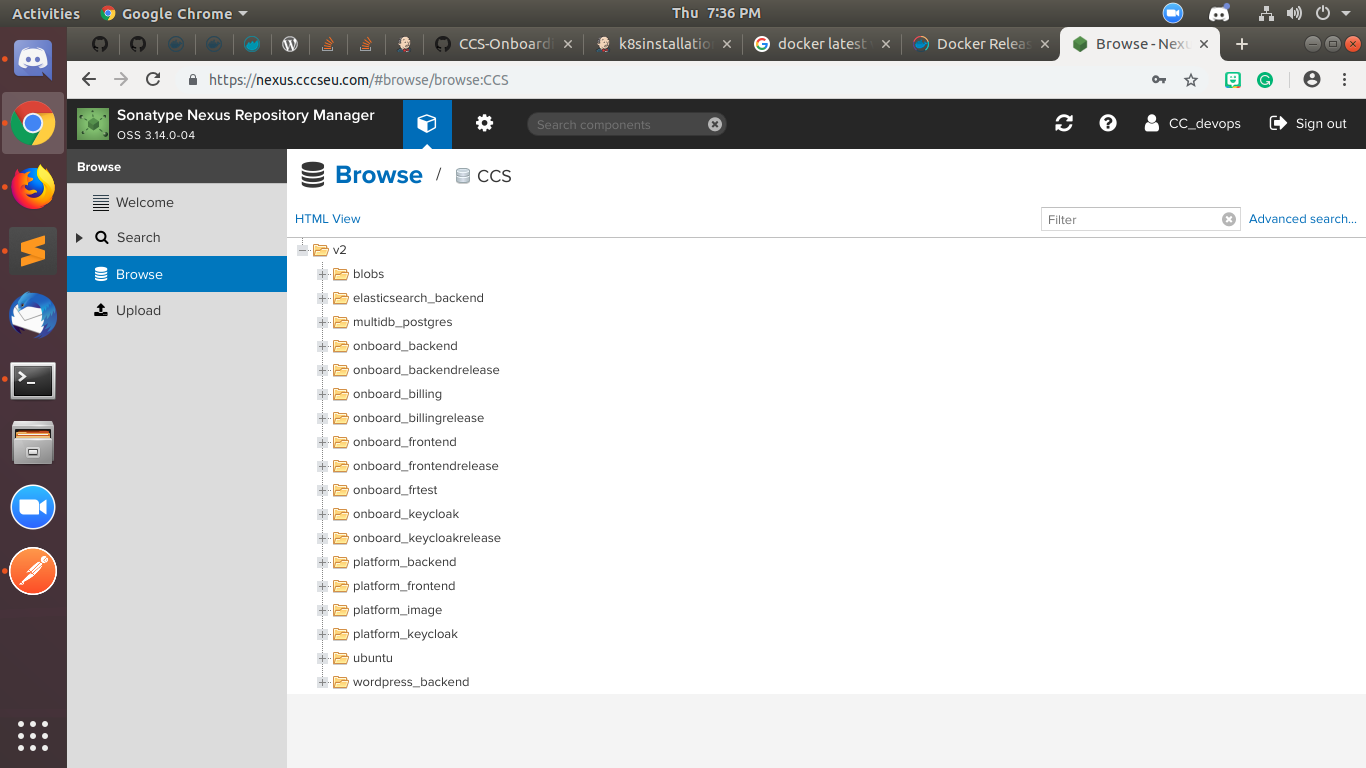 Activities Google Chrome Thu 7:36 PM
CCS-Onboard k8sinstallatio docker latest Docker Releas Browse - Nexu
https://nexus.cccseu.com/#browse/browse:CCS
Sonatype Nexus Repository Manager
OSS 3.14.0-04
Search components
CC_devops Sign out
Browse
Welcome
Search
Browse
Upload
Browse / CCS
HTML View Filter Advanced search...
v2
blobs
elasticsearch_backend
multidb_postgres
onboard_backend
onboard_backendrelease
onboard_billing
onboard_billingrelease
onboard_frontend
onboard_frontendrelease
onboard_frtest
onboard_keycloak
onboard_keycloakrelease
platform_backend
platform_frontend
platform_image
platform_keycloak
ubuntu
wordpress_backend